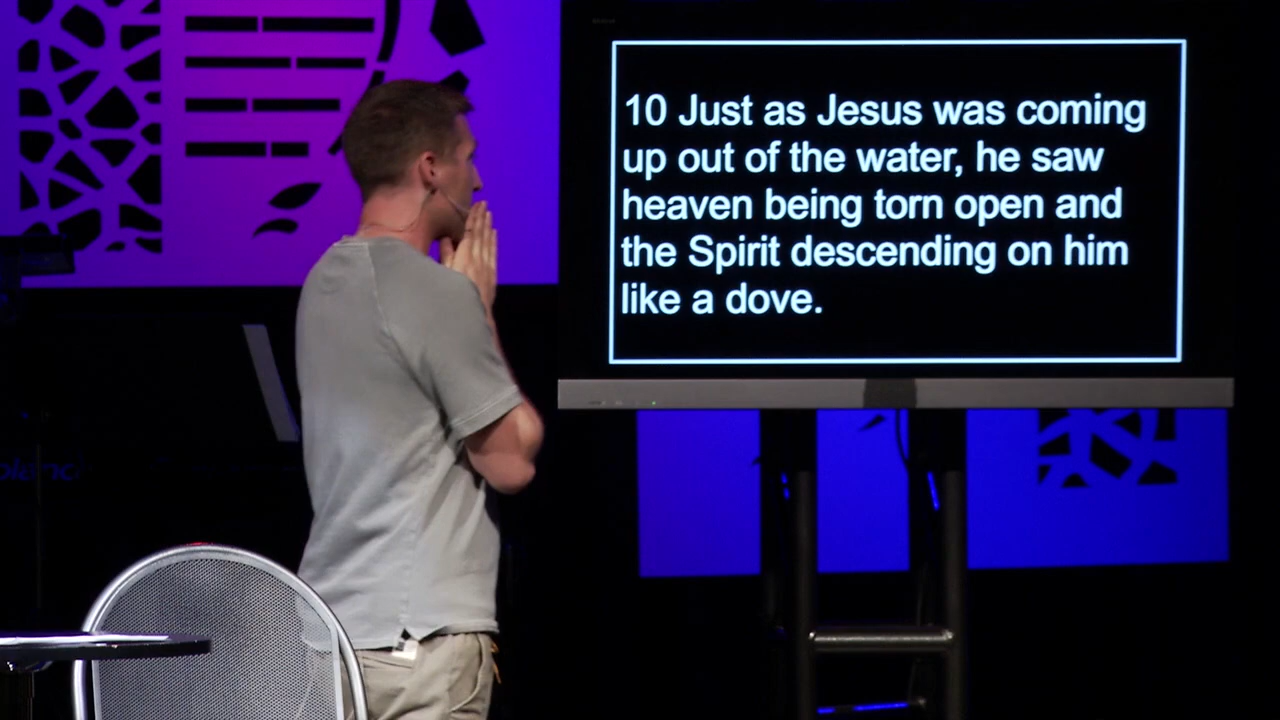 10 Just as Jesus was coming
up out of the water, he saw
heaven being torn open and
the Spirit descending on him
like a dove.